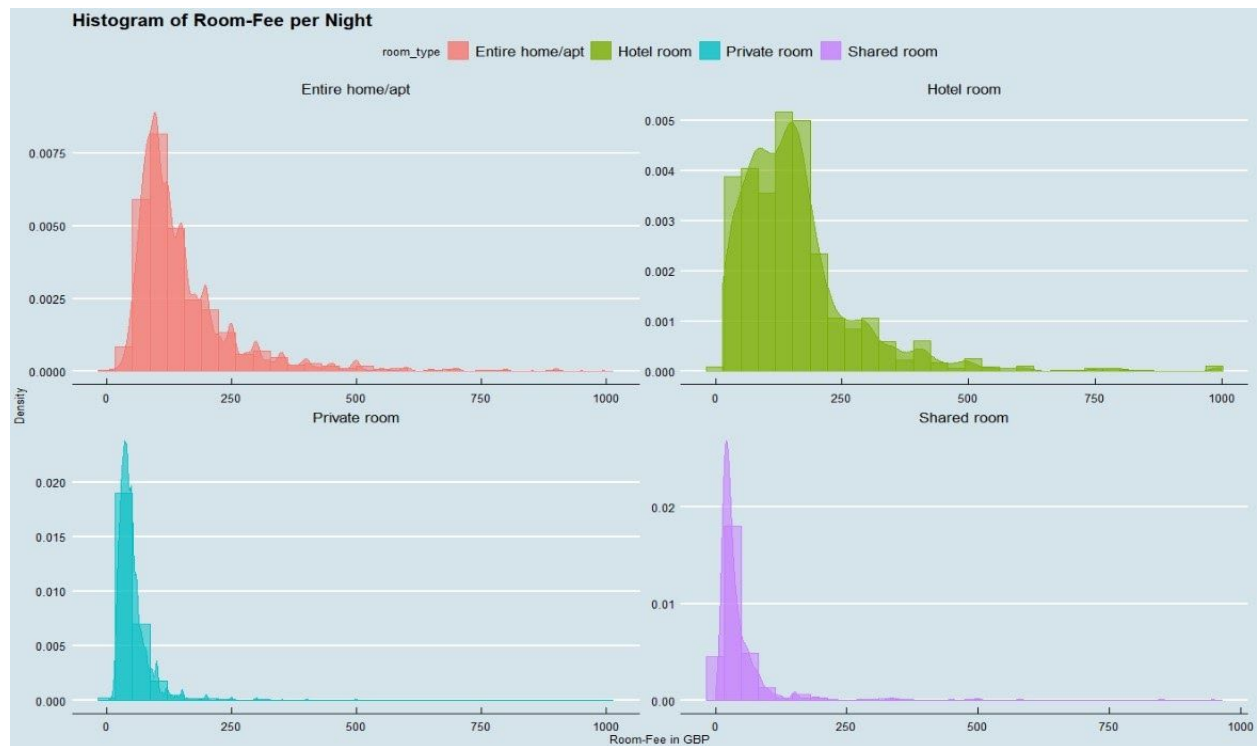 Histogram of Room-Fee per Night
room_type Entire home/apt Hotel room Private room Shared room
Entire home/apt
Hotel room
0.0075
0.0050
0.0025
0.0000
0.005
0.004
0.003
0.002
0.001
0.000
0 250 500 750 1000
0 250 500 750 1000
Density
Private room
Shared room
0.020
0.015
0.010
0.005
0.000
0.02
0.01
0.00
0 250 500 750 1000
0 250 500 750 1000
Room-Fee in GBP